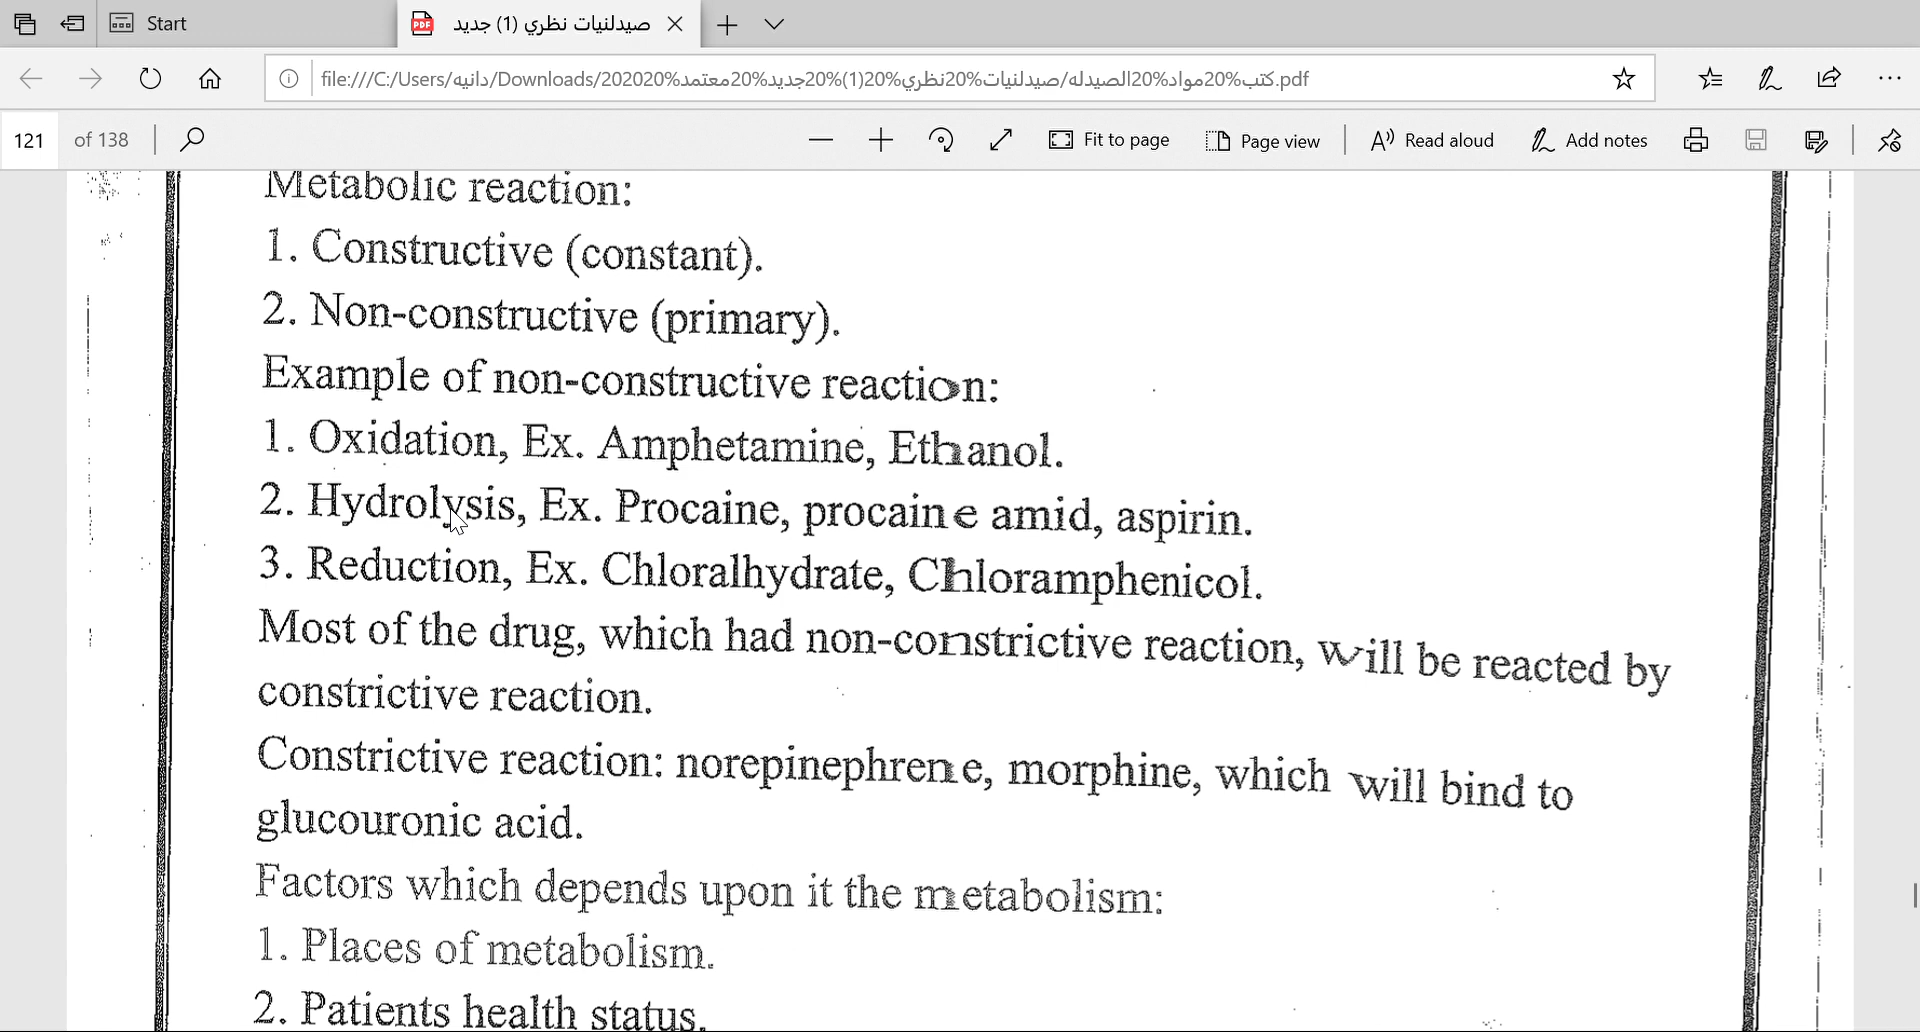 Start
صيدلنيات نظري (1) جديد
file:///C:/Users/دانيه/Downloads/202020%كتب%20مواد%20الصيدله/صيدلنيات%20نظري%20(1)%20جديد%20معتمد.pdf
121 of 138
Fit to page
Page view
Read aloud
Add notes
Metabolic reaction:
1. Constructive (constant).
2. Non-constructive (primary).
Example of non-constructive reaction:
1. Oxidation, Ex. Amphetamine, Ethanol.
2. Hydrolysis, Ex. Procaine, procaine amid, aspirin.
3. Reduction, Ex. Chloralhydrate, Chloramphenicol.
Most of the drug, which had non-constrictive reaction, will be reacted by
constrictive reaction.
Constrictive reaction: norepinephrene, morphine, which will bind to
glucouronic acid.
Factors which depends upon it the metabolism:
1. Places of metabolism.
2. Patients health status.